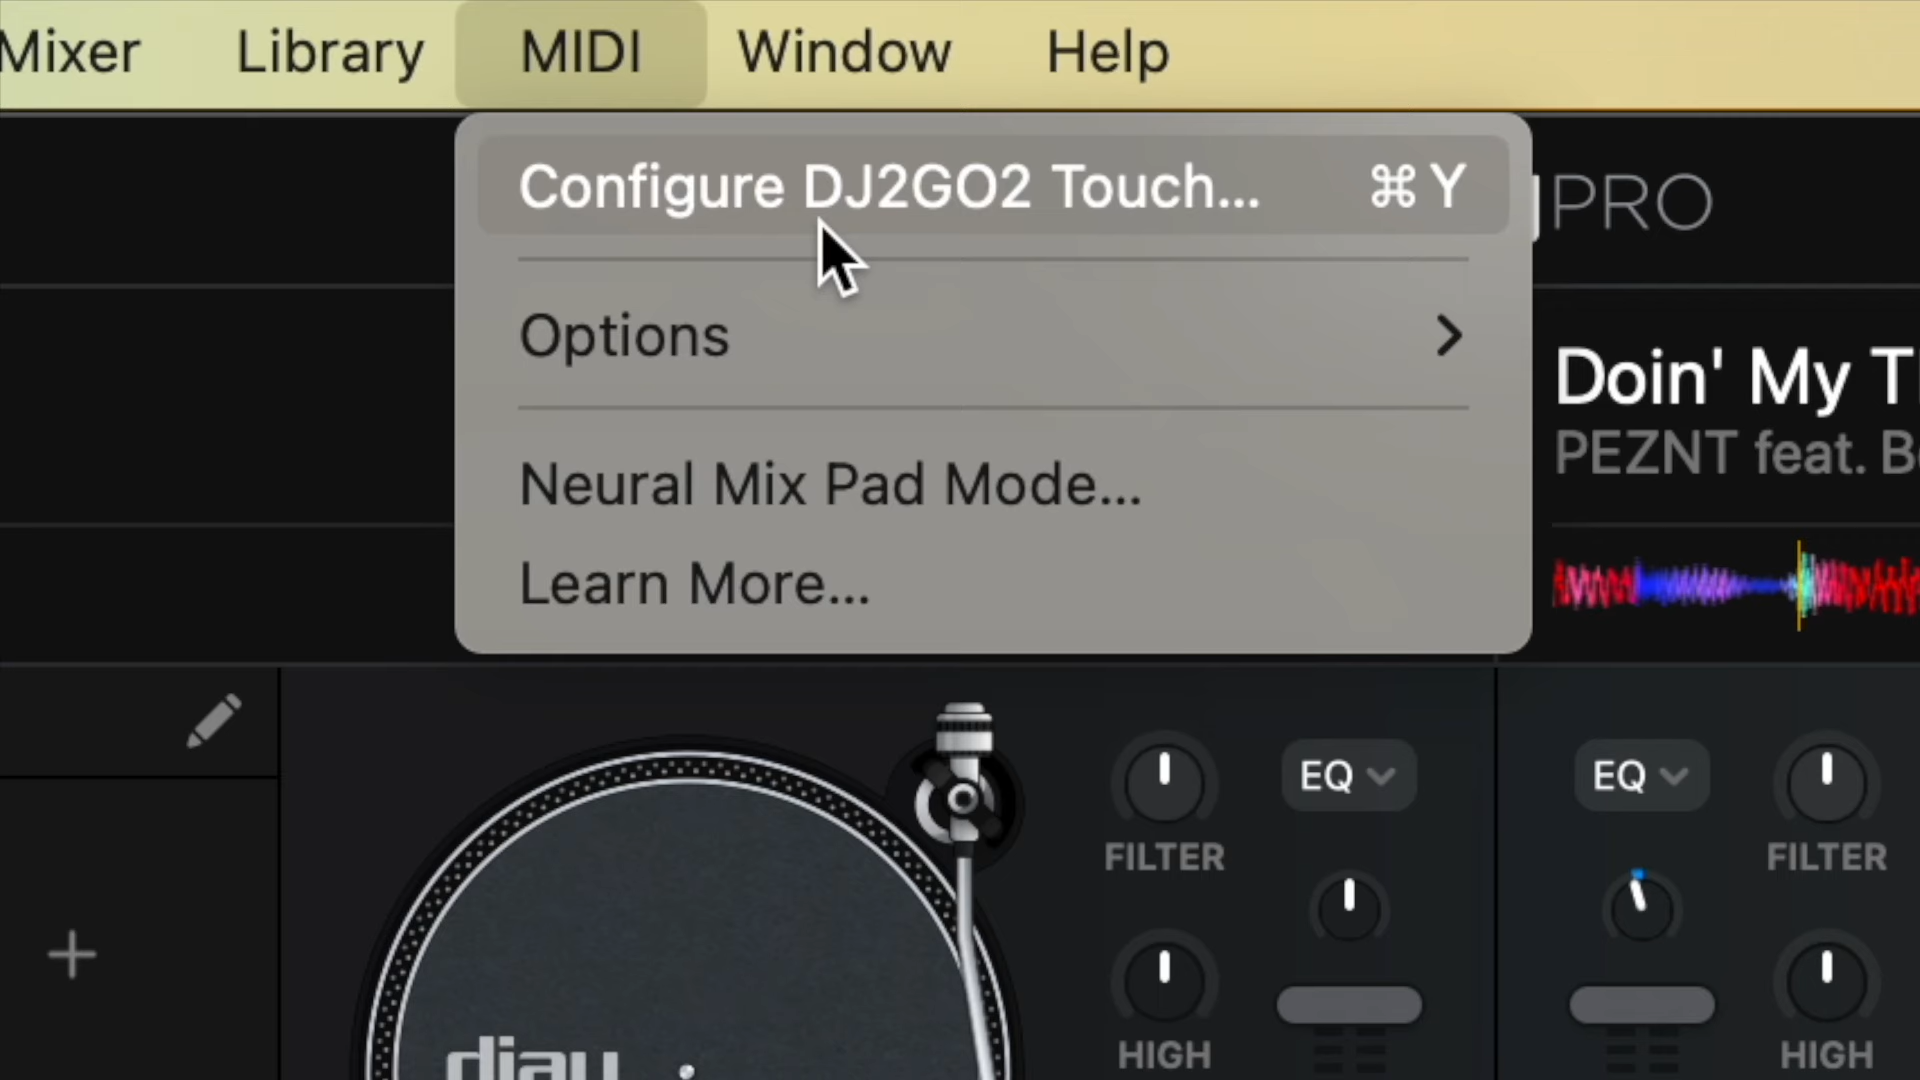 Mixer Library MIDI Window Help
Configure DJ2GO2 Touch... ⌘Y
PRO
Options
Doin' My T
PEZNT feat. B
Neural Mix Pad Mode...
Learn More...
EQ EQ
FILTER FILTER
HIGH HIGH
djay